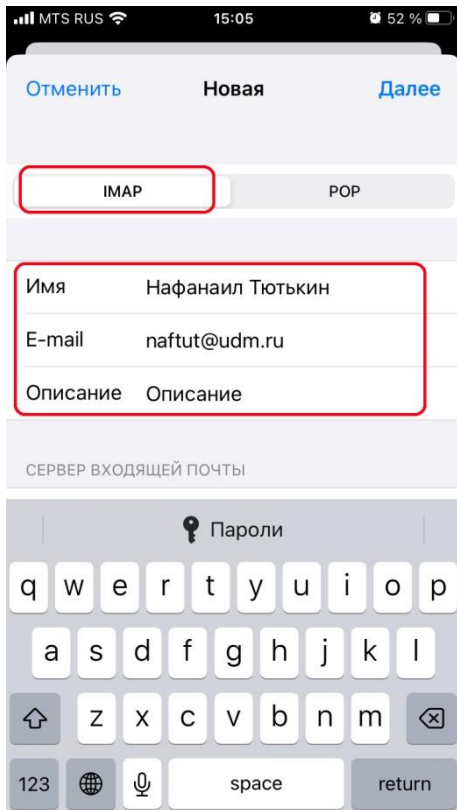 MTS RUS 15:05 52 %
Отменить Новая Далее
IMAP POP
Имя Нафанаил Тютькин
E-mail naftut@udm.ru
Описание Описание
СЕРВЕР ВХОДЯЩЕЙ ПОЧТЫ
Пароли
q w e r t y u i o p
a s d f g h j k l
z x c v b n m
123 space return